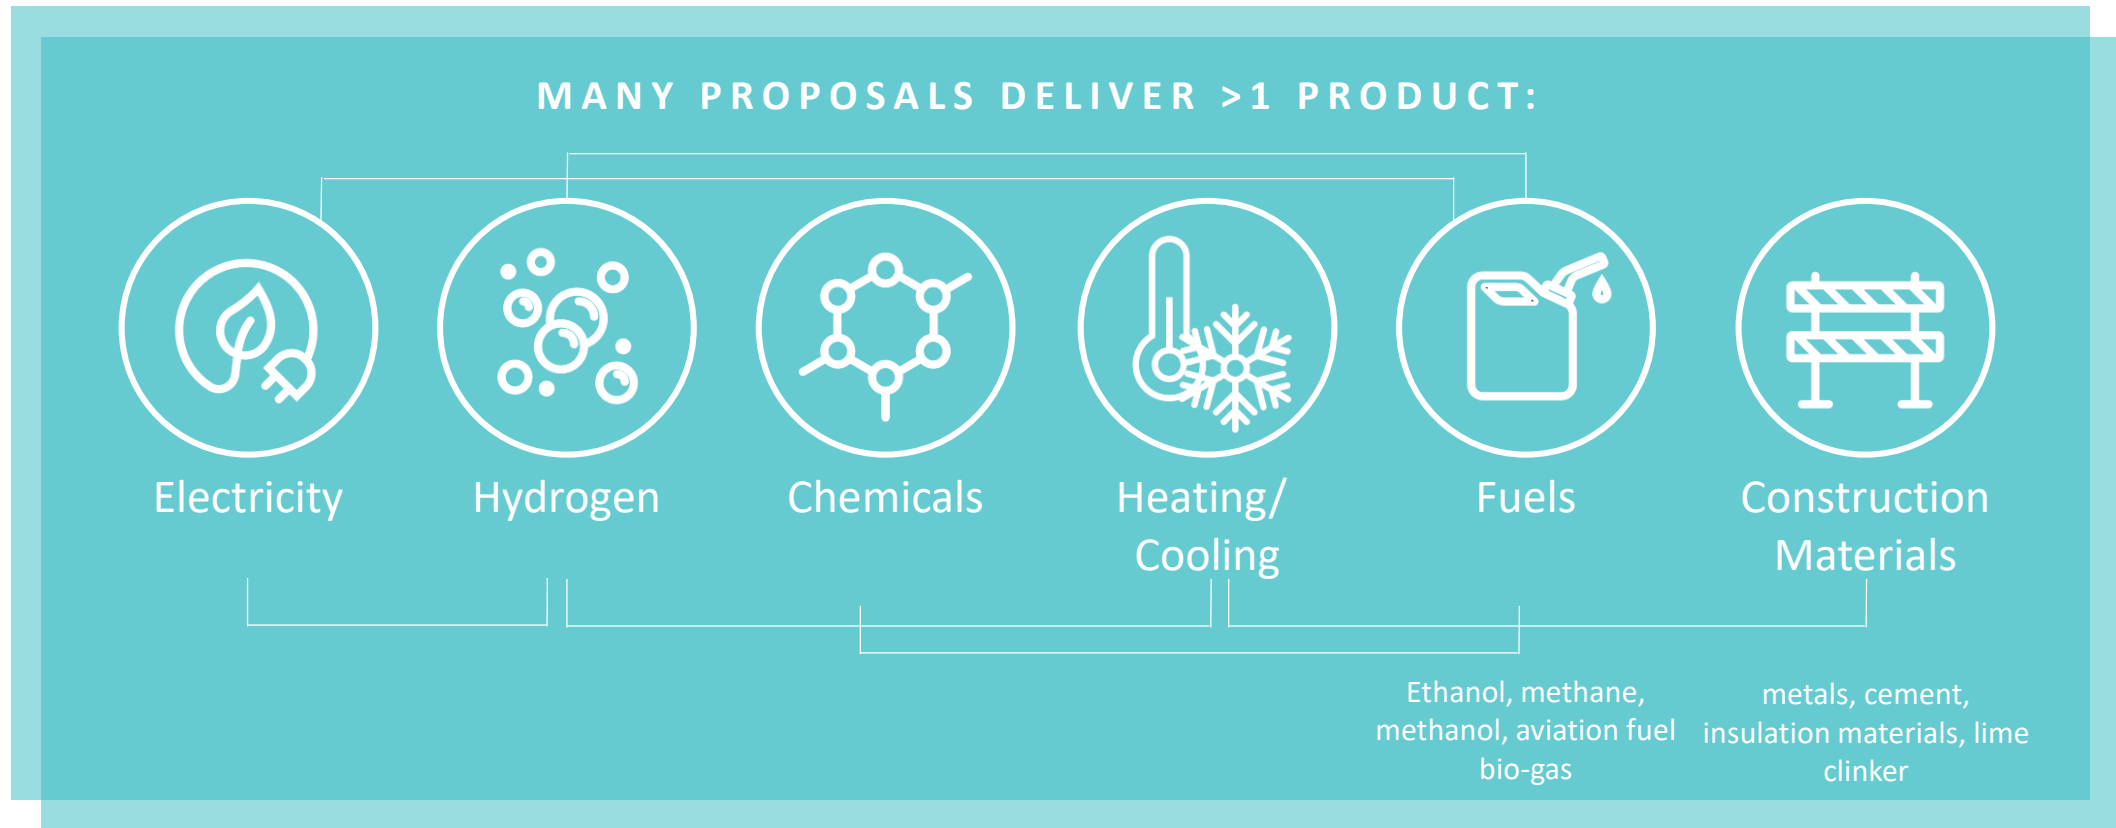 MANY PROPOSALS DELIVER >1 PRODUCT:
Electricity
Hydrogen
Chemicals
Heating/
Cooling
Fuels
Construction
Materials
Ethanol, methane,
methanol, aviation fuel
bio-gas
metals, cement,
insulation materials, lime
clinker